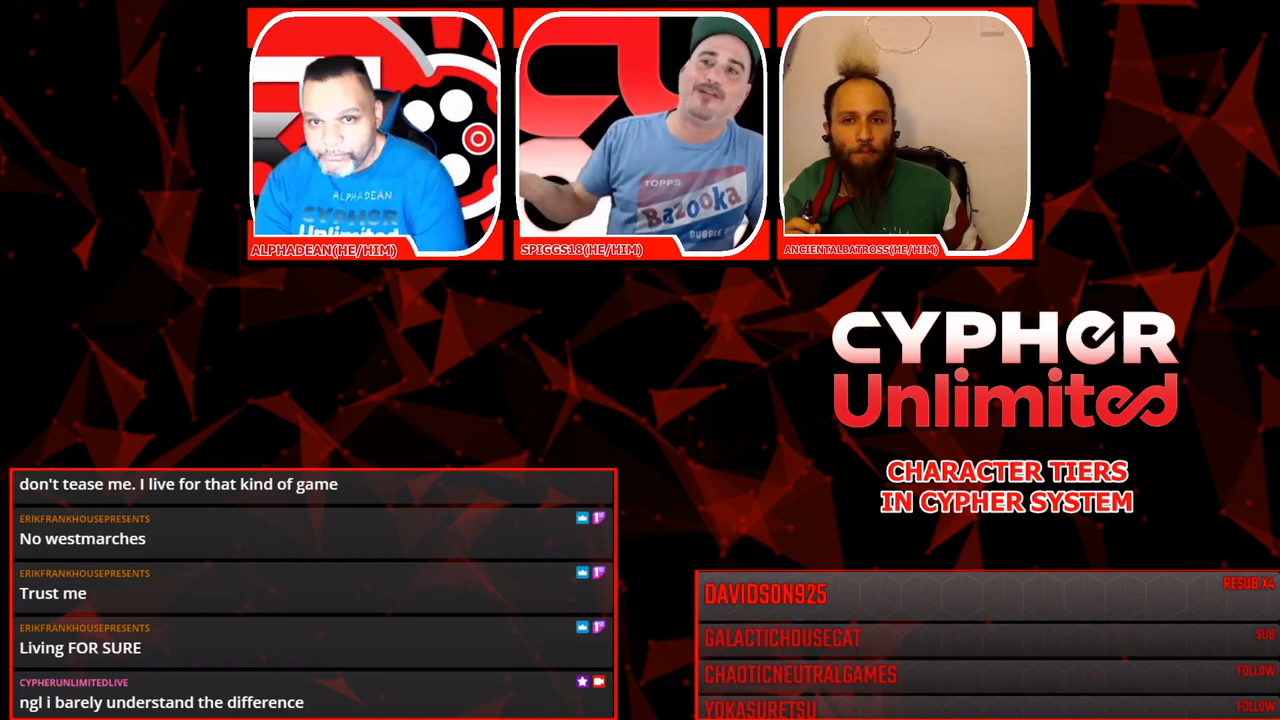 ALPHADEAN
CYPHER
Unlimited
TOPPS
Bazooka
BUBBLE
ALPHADEAN(HE/HIM)
SPIGGS18(HE/HIM)
ANCIENTALBATROSS(HE/HIM)
CYPHER
Unlimited
CHARACTER TIERS
IN CYPHER SYSTEM
don't tease me. I live for that kind of game
ERIKFRANKHOUSEPRESENTS
No westmarches
ERIKFRANKHOUSEPRESENTS
Trust me
ERIKFRANKHOUSEPRESENTS
Living FOR SURE
CYPHERUNLIMITEDLIVE
ngl i barely understand the difference
DAVIDSON925 RESUB X4
GALACTICHOUSECAT SUB
CHAOTICNEUTRALGAMES FOLLOW
YOKASURETSU FOLLOW